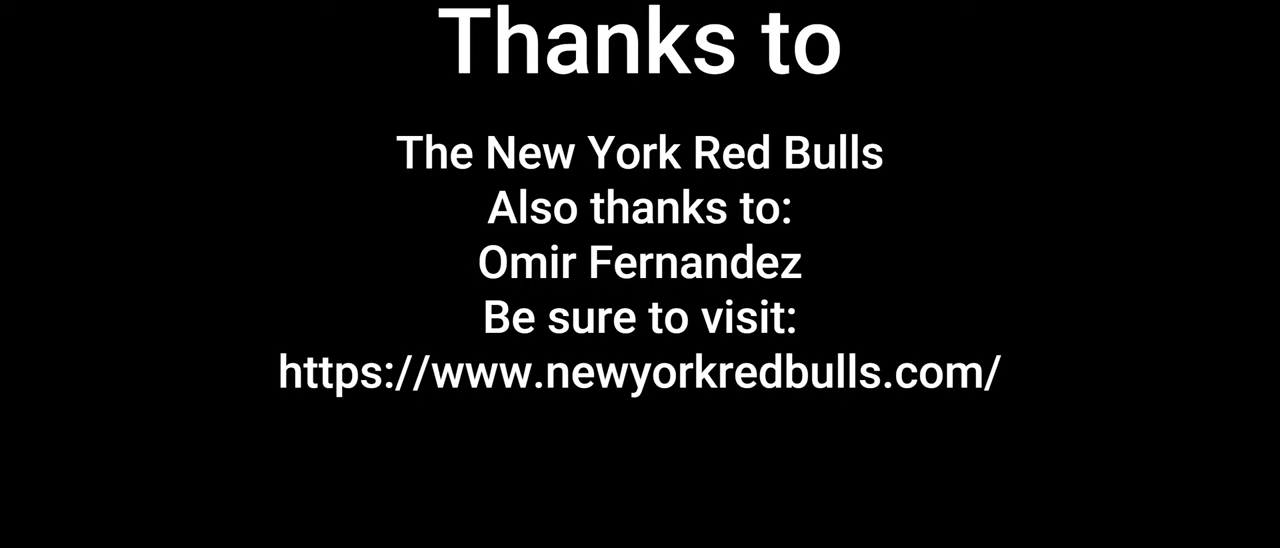 Thanks to
The New York Red Bulls
Also thanks to:
Omir Fernandez
Be sure to visit:
https://www.newyorkredbulls.com/